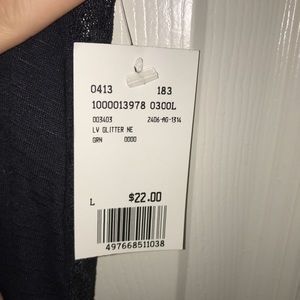 0413 183
1000013978 0300L
003403 2406-MO-1314
LV GLITTER NE
GRN 0000
L $22.00
497668511038